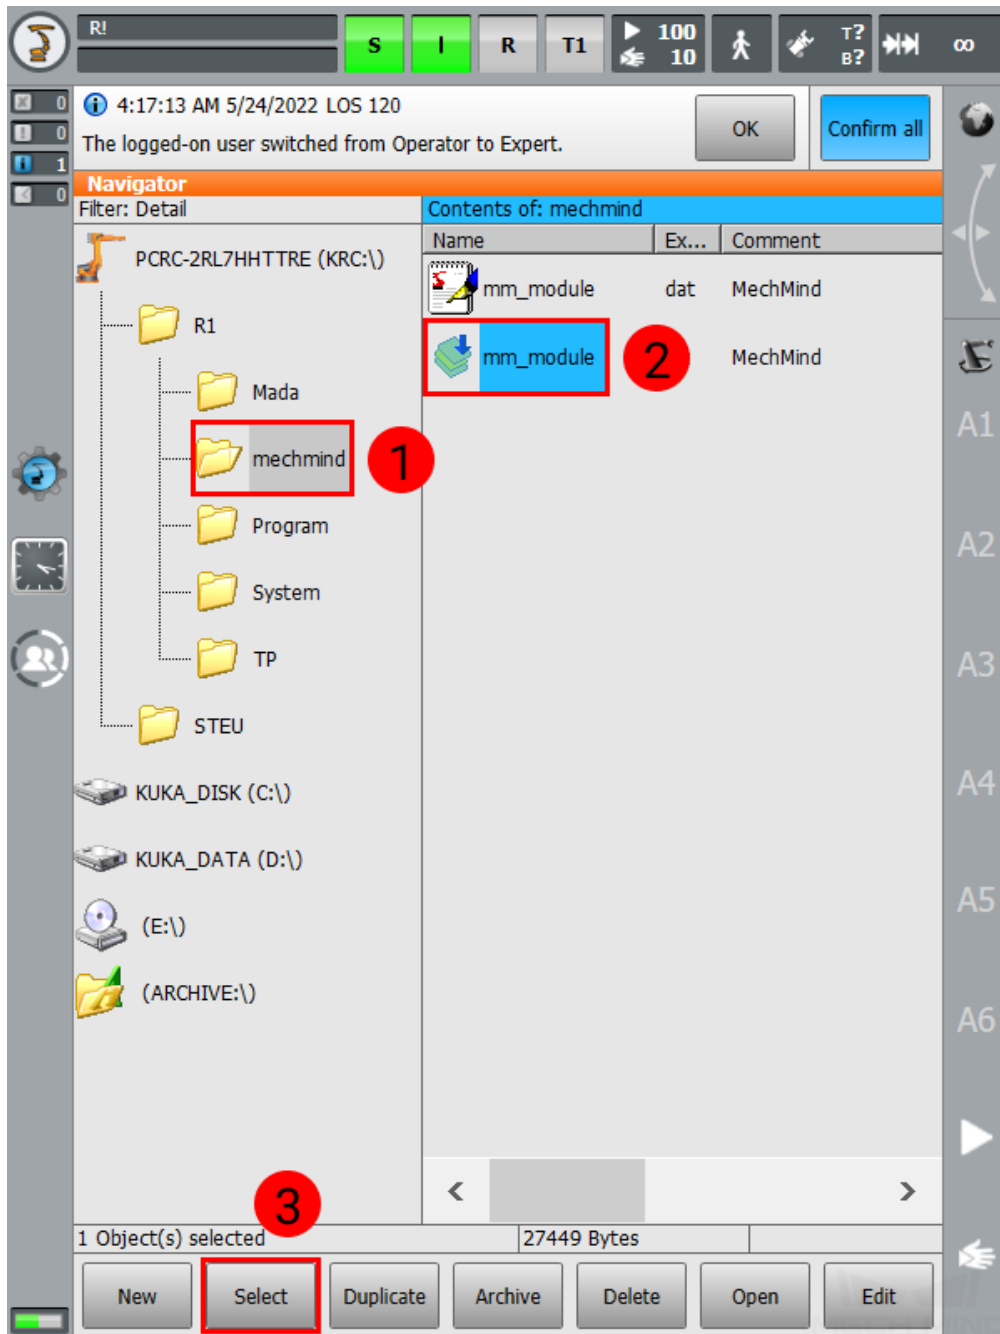 R!
S I R T1 100 10 T? B? ∞
0
0
1
0
4:17:13 AM 5/24/2022 LOS 120
The logged-on user switched from Operator to Expert.
OK
Confirm all
Navigator
Filter: Detail
Contents of: mechmind
Name Ex... Comment
PCRC-2RL7HHTTRE (KRC:\)
mm_module dat MechMind
R1
mm_module 2 MechMind
Mada
mechmind 1
Program
System
TP
STEU
KUKA_DISK (C:\)
KUKA_DATA (D:\)
(E:\)
(ARCHIVE:\)
A1
A2
A3
A4
A5
A6
3
1 Object(s) selected
27449 Bytes
New Select Duplicate Archive Delete Open Edit